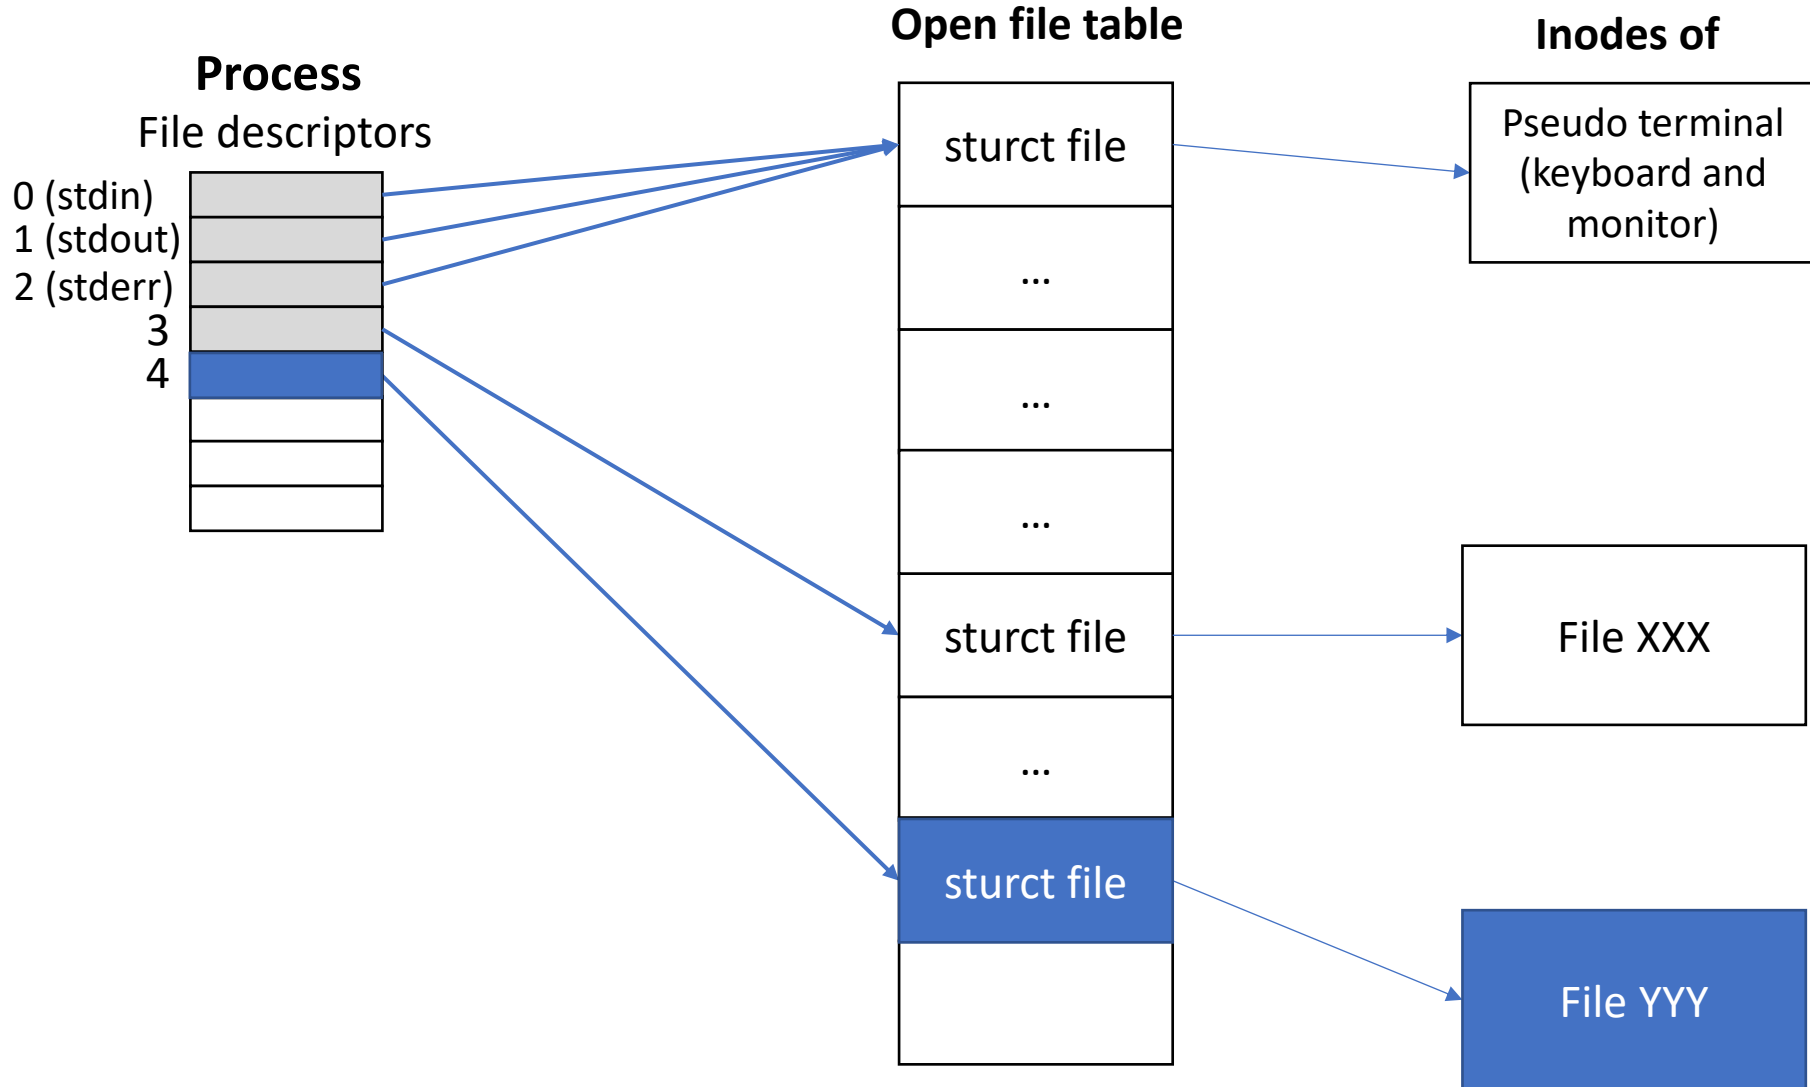 Process
File descriptors
0 (stdin)
1 (stdout)
2 (stderr)
3
4
Open file table
sturct file
...
...
...
sturct file
...
sturct file
Inodes of
Pseudo terminal
(keyboard and
monitor)
File XXX
File YYY